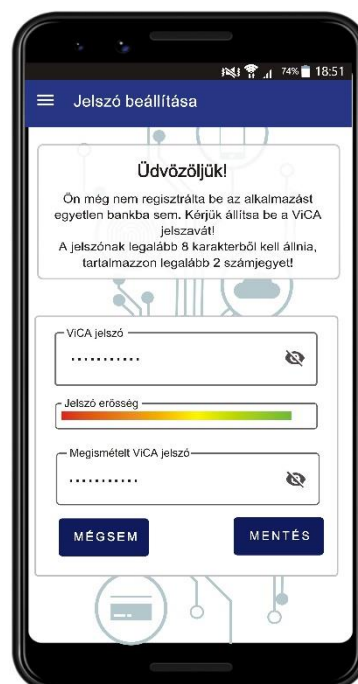 74% 18:51
Jelszó beállítása
Üdvözöljük!
Ön még nem regisztrálta be az alkalmazást
egyetlen bankba sem. Kérjük állítsa be a ViCA
jelszavát!
A jelszónak legalább 8 karakterből kell állnia,
tartalmazzon legalább 2 számjegyet!
ViCA jelszó
...........
Jelszó erősség
Megismételt ViCA jelszó
...........
MÉGSEM
MENTÉS